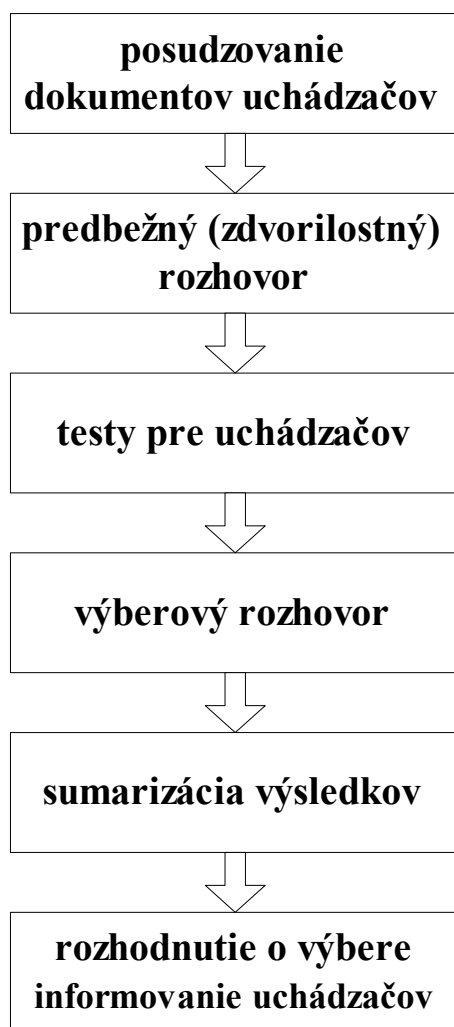 posudzovanie
dokumentov uchádzačov
predbežný (zdvorilostný)
rozhovor
testy pre uchádzačov
výberový rozhovor
sumarizácia výsledkov
rozhodnutie o výbere
informovanie uchádzačov